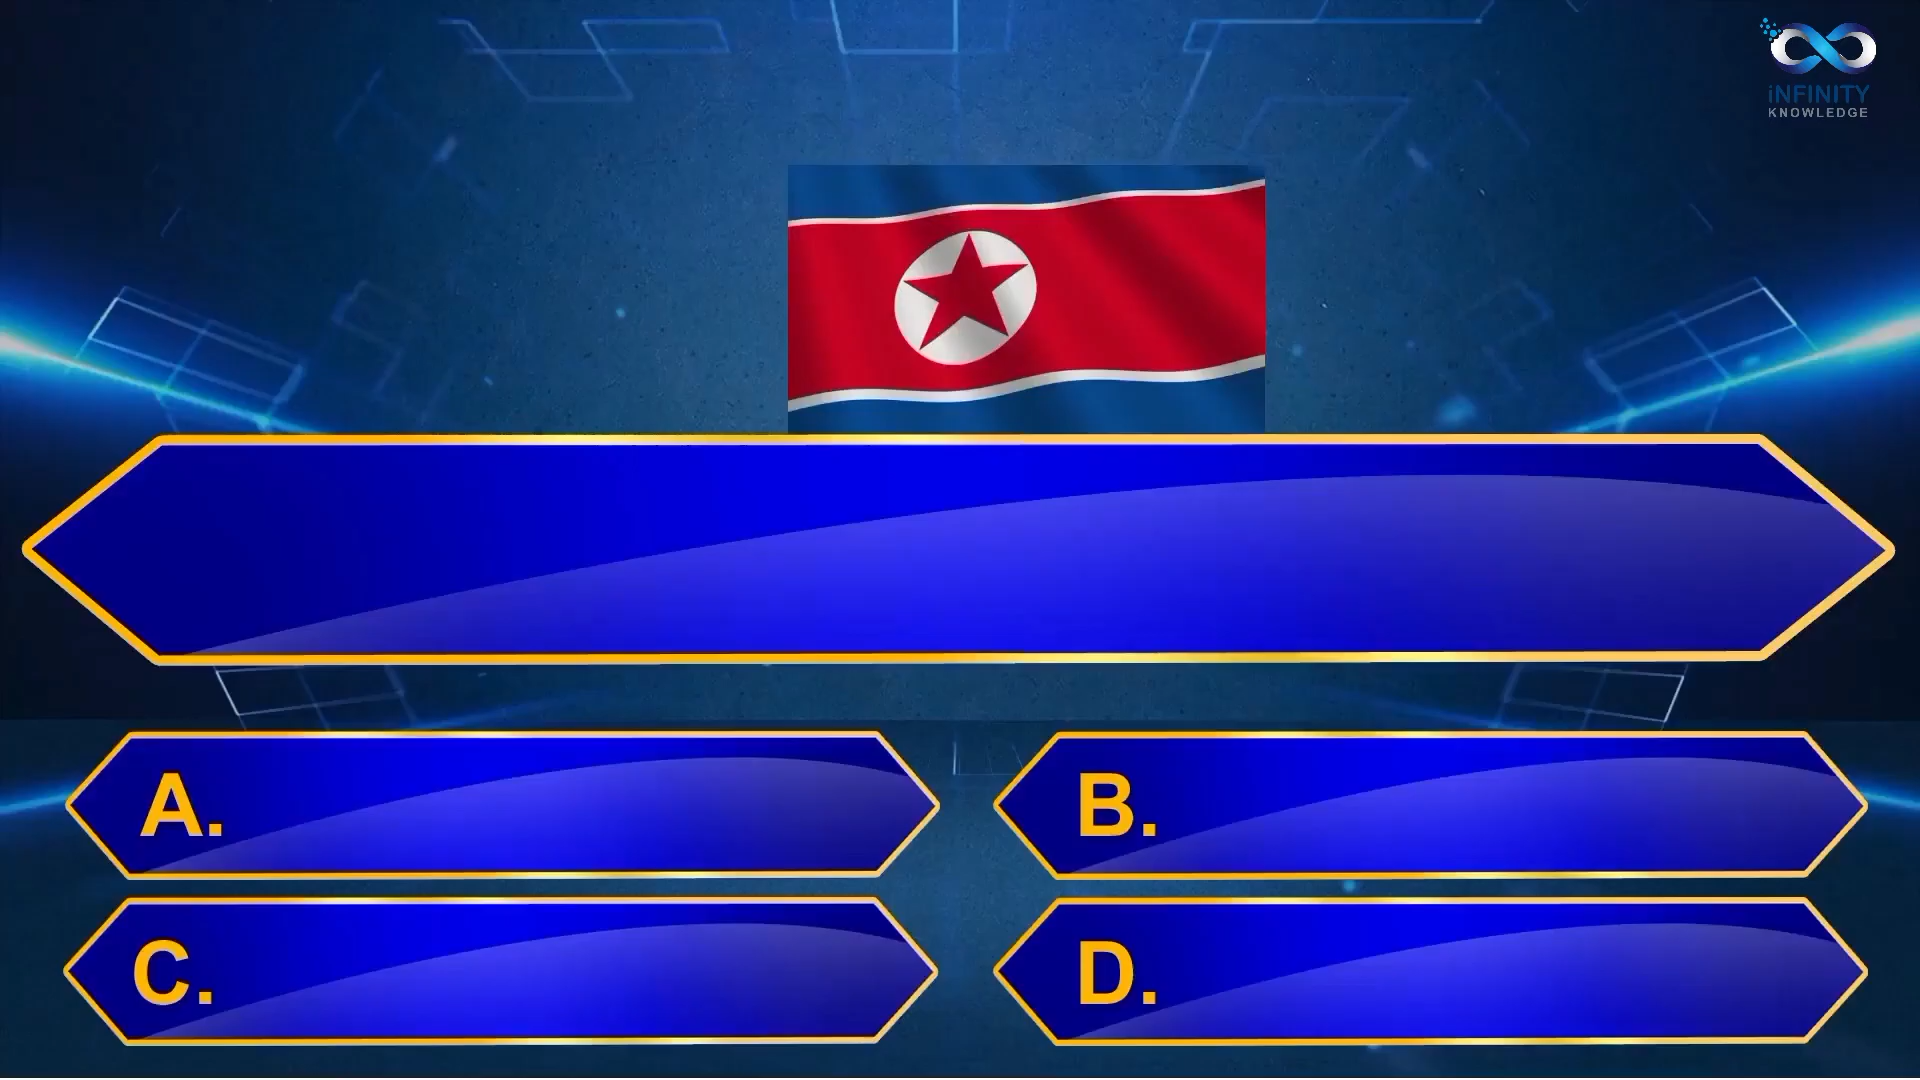 iNFINITY
KNOWLEDGE
A.
B.
C.
D.